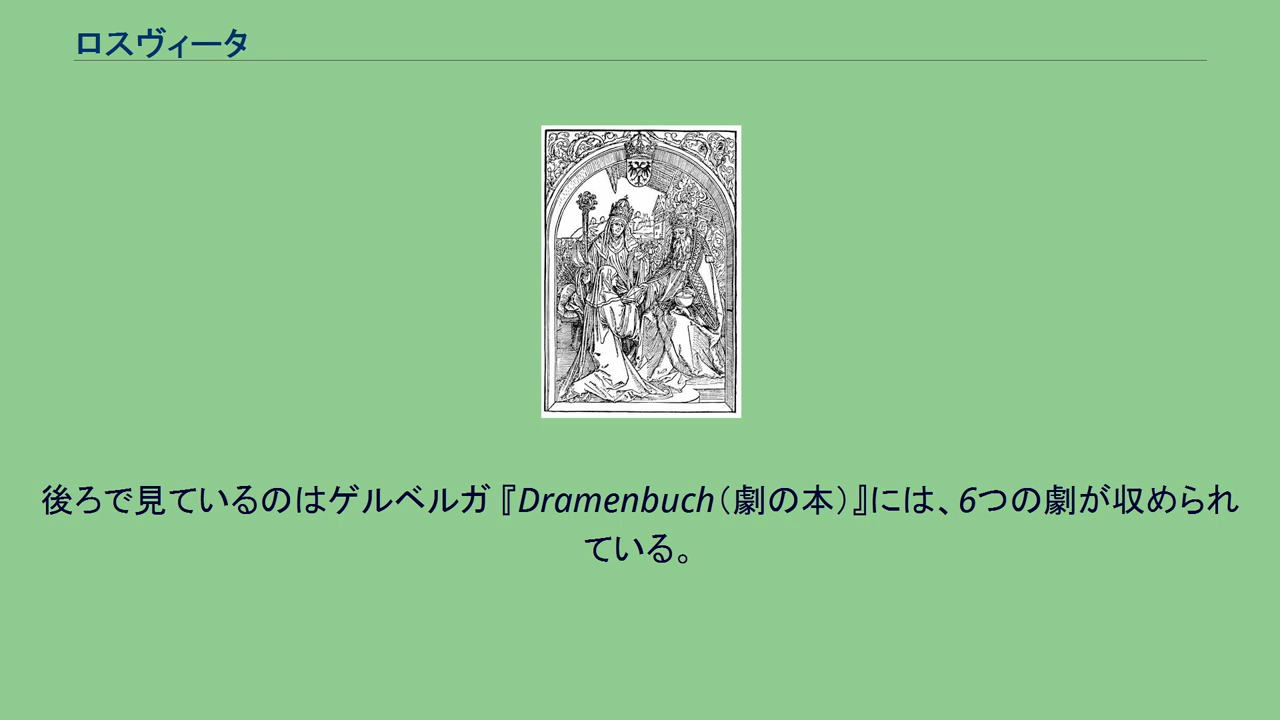 ロスヴィータ
後ろで見ているのはゲルベルガ『Dramenbuch（劇の本）』には、6つの劇が収められれ
ている。